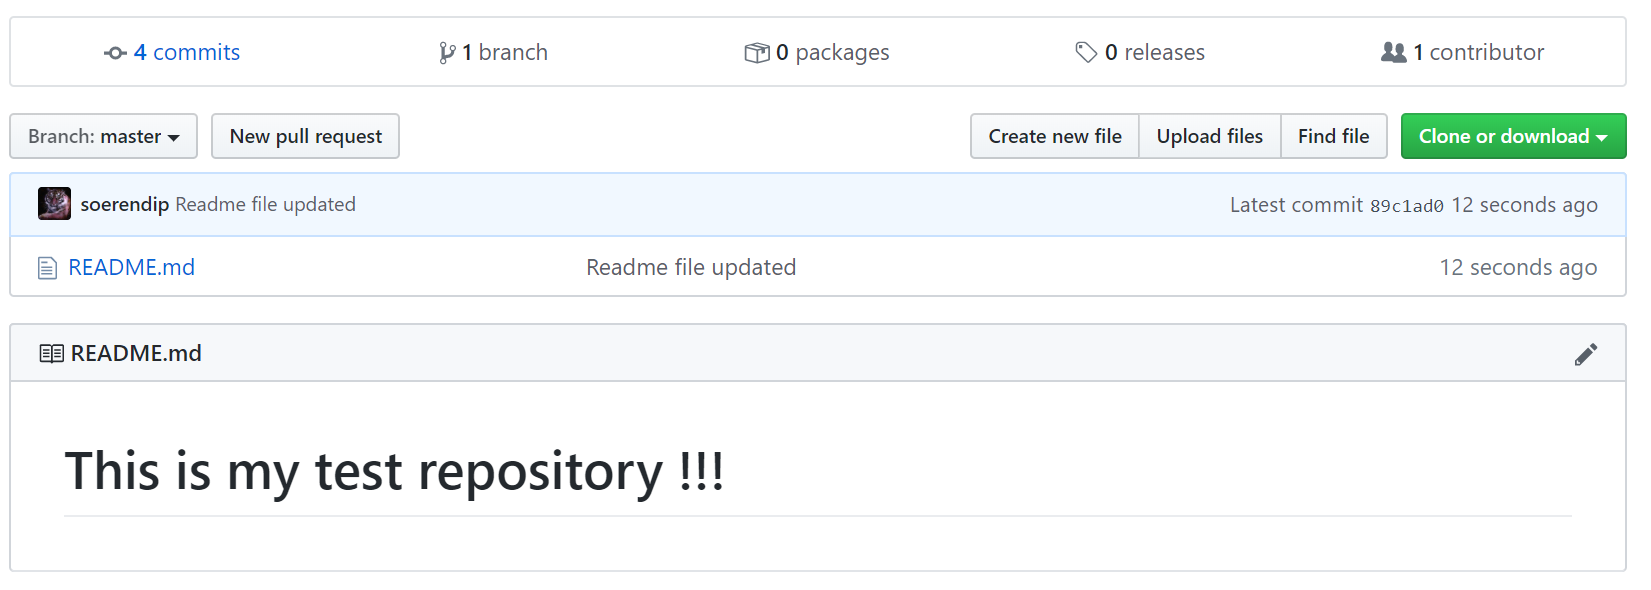 4 commits 1 branch 0 packages 0 releases 1 contributor
Branch: master New pull request Create new file Upload files Find file Clone or download
soerendip Readme file updated Latest commit 89c1ad0 12 seconds ago
README.md Readme file updated 12 seconds ago
README.md
This is my test repository !!!